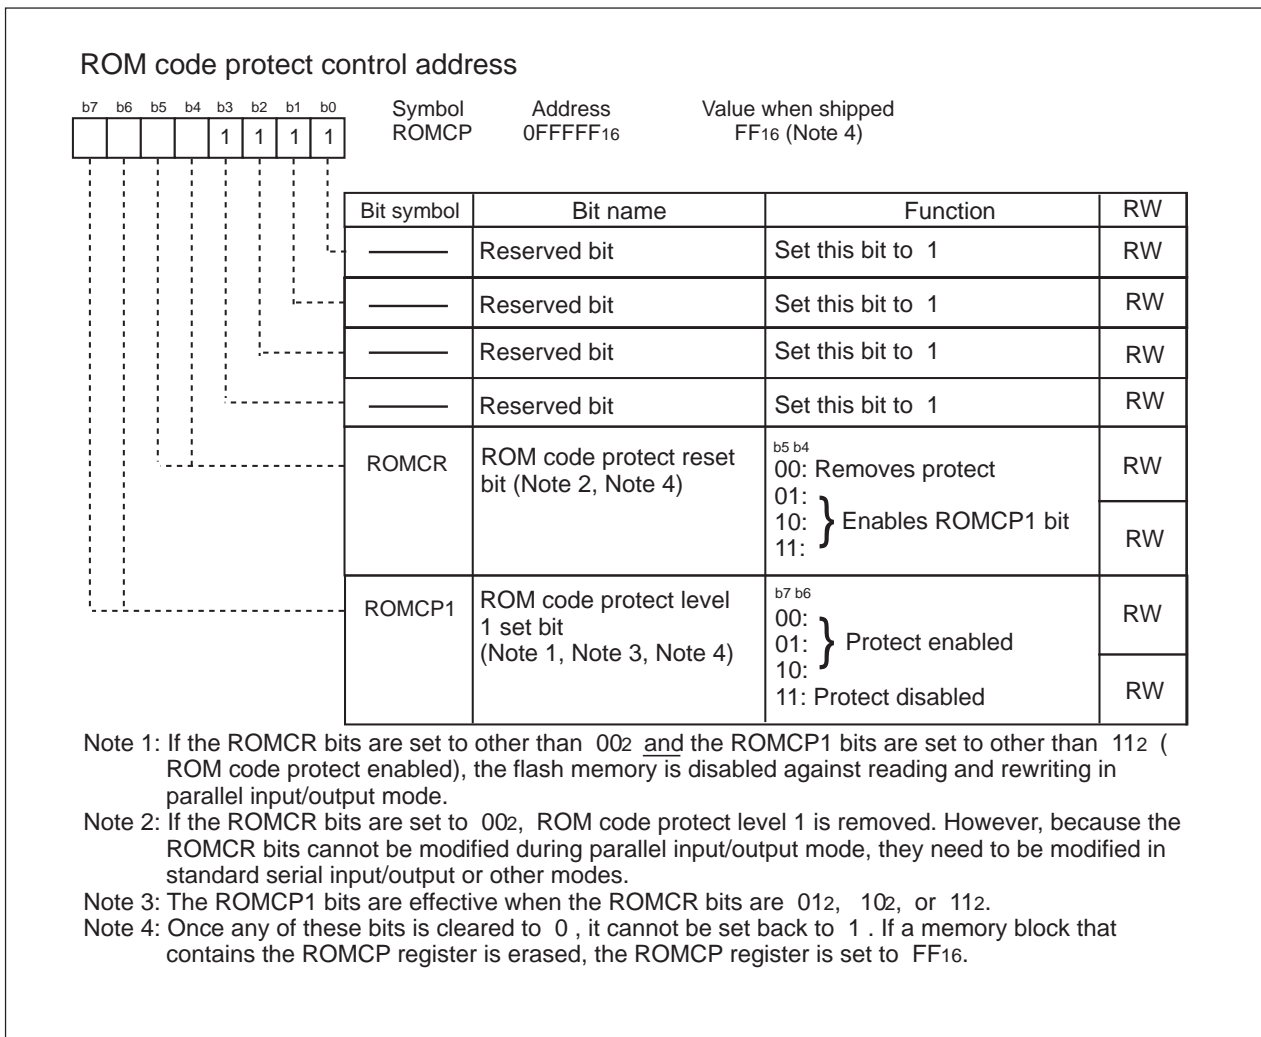 ROM code protect control address
b7 b6 b5 b4 b3 b2 b1 b0
Symbol Address Value when shipped
1 1 1 1 ROMCP 0FFFFF16 FF16 (Note 4)
Bit symbol Bit name Function RW
Reserved bit Set this bit to 1 RW
Reserved bit Set this bit to 1 RW
Reserved bit Set this bit to 1 RW
Reserved bit Set this bit to 1 RW
ROMCR ROM code protect reset bit (Note 2, Note 4) b5 b4 RW
00: Removes protect
01:
10: } Enables ROMCP1 bit
11: RW
ROMCP1 ROM code protect level 1 set bit (Note 1, Note 3, Note 4) b7 b6 RW
00:
01: } Protect enabled
10:
11: Protect disabled RW
Note 1: If the ROMCR bits are set to other than 002 and the ROMCP1 bits are set to other than 112 (
ROM code protect enabled), the flash memory is disabled against reading and rewriting in
parallel input/output mode.
Note 2: If the ROMCR bits are set to 002, ROM code protect level 1 is removed. However, because the
ROMCR bits cannot be modified during parallel input/output mode, they need to be modified in
standard serial input/output or other modes.
Note 3: The ROMCP1 bits are effective when the ROMCR bits are 012, 102, or 112.
Note 4: Once any of these bits is cleared to 0 , it cannot be set back to 1 . If a memory block that
contains the ROMCP register is erased, the ROMCP register is set to FF16.